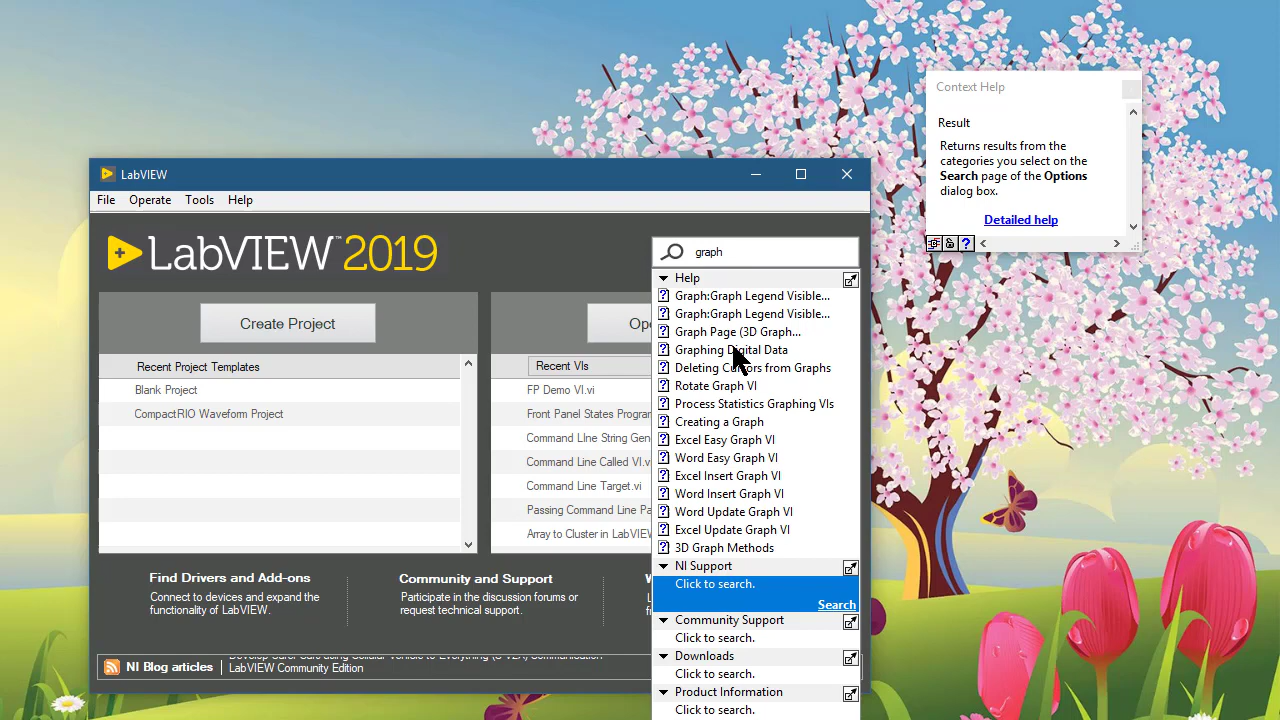 LabVIEW
File Operate Tools Help
LabVIEW™ 2019
graph
Create Project
Recent Project Templates
Blank Project
CompactRIO Waveform Project
Recent VIs
FP Demo VI.vi
Front Panel States Progra
Command LIne String Gen
Command Line Called VI.v
Command Line Target.vi
Passing Command Line Pa
Array to Cluster in LabVIEW
Help
Graph:Graph Legend Visible...
Graph:Graph Legend Visible...
Graph Page (3D Graph...
Graphing Digital Data
Deleting Cursors from Graphs
Rotate Graph VI
Process Statistics Graphing VIs
Creating a Graph
Excel Easy Graph VI
Word Easy Graph VI
Excel Insert Graph VI
Word Insert Graph VI
Word Update Graph VI
Excel Update Graph VI
3D Graph Methods
NI Support
Click to search.
Search
Community Support
Click to search.
Downloads
Click to search.
Product Information
Click to search.
Find Drivers and Add-ons
Connect to devices and expand the
functionality of LabVIEW.
Community and Support
Participate in the discussion forums or
request technical support.
NI Blog articles
LabVIEW Community Edition
Context Help
Result
Returns results from the
categories you select on the
Search page of the Options
dialog box.
Detailed help